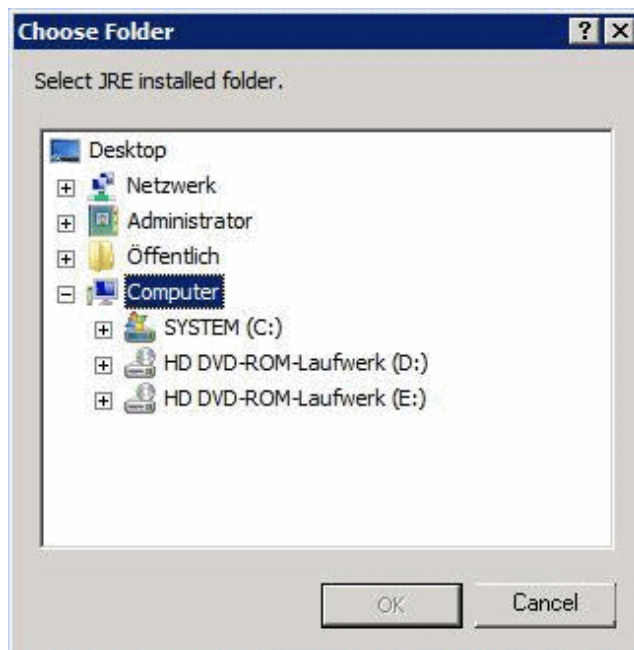 Choose Folder
Select JRE installed folder.
Desktop
Netzwerk
Administrator
Öffentlich
Computer
SYSTEM (C:)
HD DVD-ROM-Laufwerk (D:)
HD DVD-ROM-Laufwerk (E:)
OK Cancel